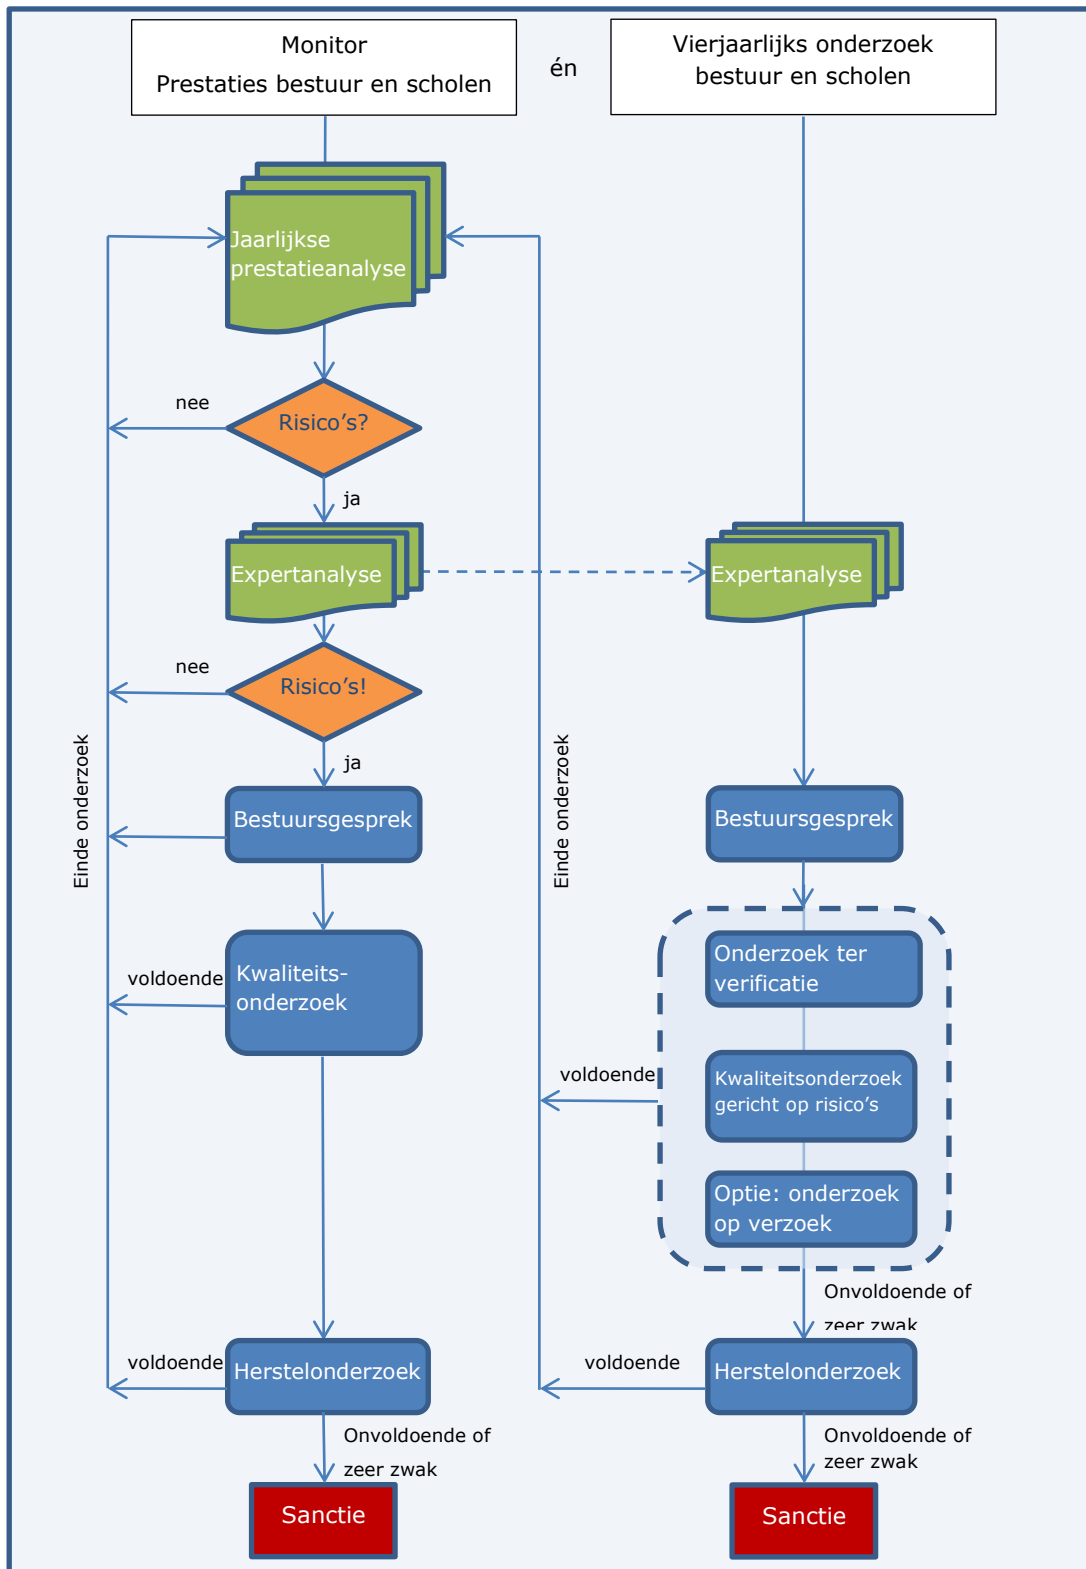 Monitor
Prestaties bestuur en scholen
én
Vierjaarlijks onderzoek
bestuur en scholen
Jaarlijkse
prestatieanalyse
nee
Risico's?
ja
Expertanalyse
Expertanalyse
nee
Risico's!
ja
Einde onderzoek
Einde onderzoek
Bestuursgesprek
Bestuursgesprek
voldoende
Kwaliteits-
onderzoek
Onderzoek ter
verificatie
voldoende
Kwaliteitsonderzoek
gericht op risico's
Optie: onderzoek
op verzoek
Onvoldoende of
zeer zwak
voldoende
Herstelonderzoek
voldoende
Herstelonderzoek
Onvoldoende of
zeer zwak
Onvoldoende of
zeer zwak
Sanctie
Sanctie